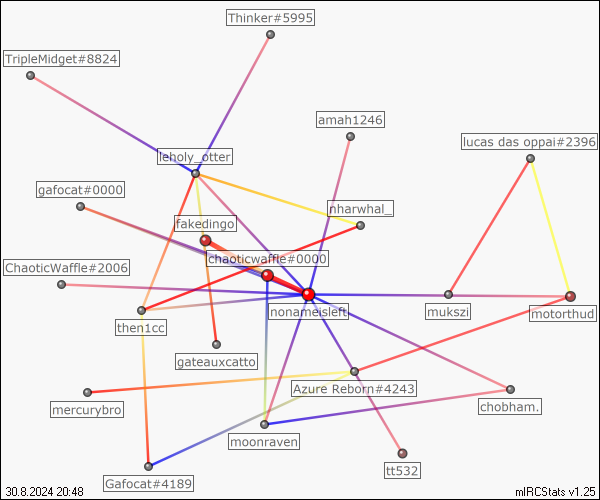 Thinker#5995
TripleMidget#8824
amah1246
lucas das oppai#2396
leholy_otter
gafocat#0000
nharwhal_
fakedingo
chaoticwaffle#0000
ChaoticWaffle#2006
nonameisleft
mukszi
motorthud
then1cc
gateauxcatto
Azure Reborn#4243
mercurybro
chobham.
moonraven
tt532
Gafocat#4189
30.8.2024 20:48
mIRCStats v1.25